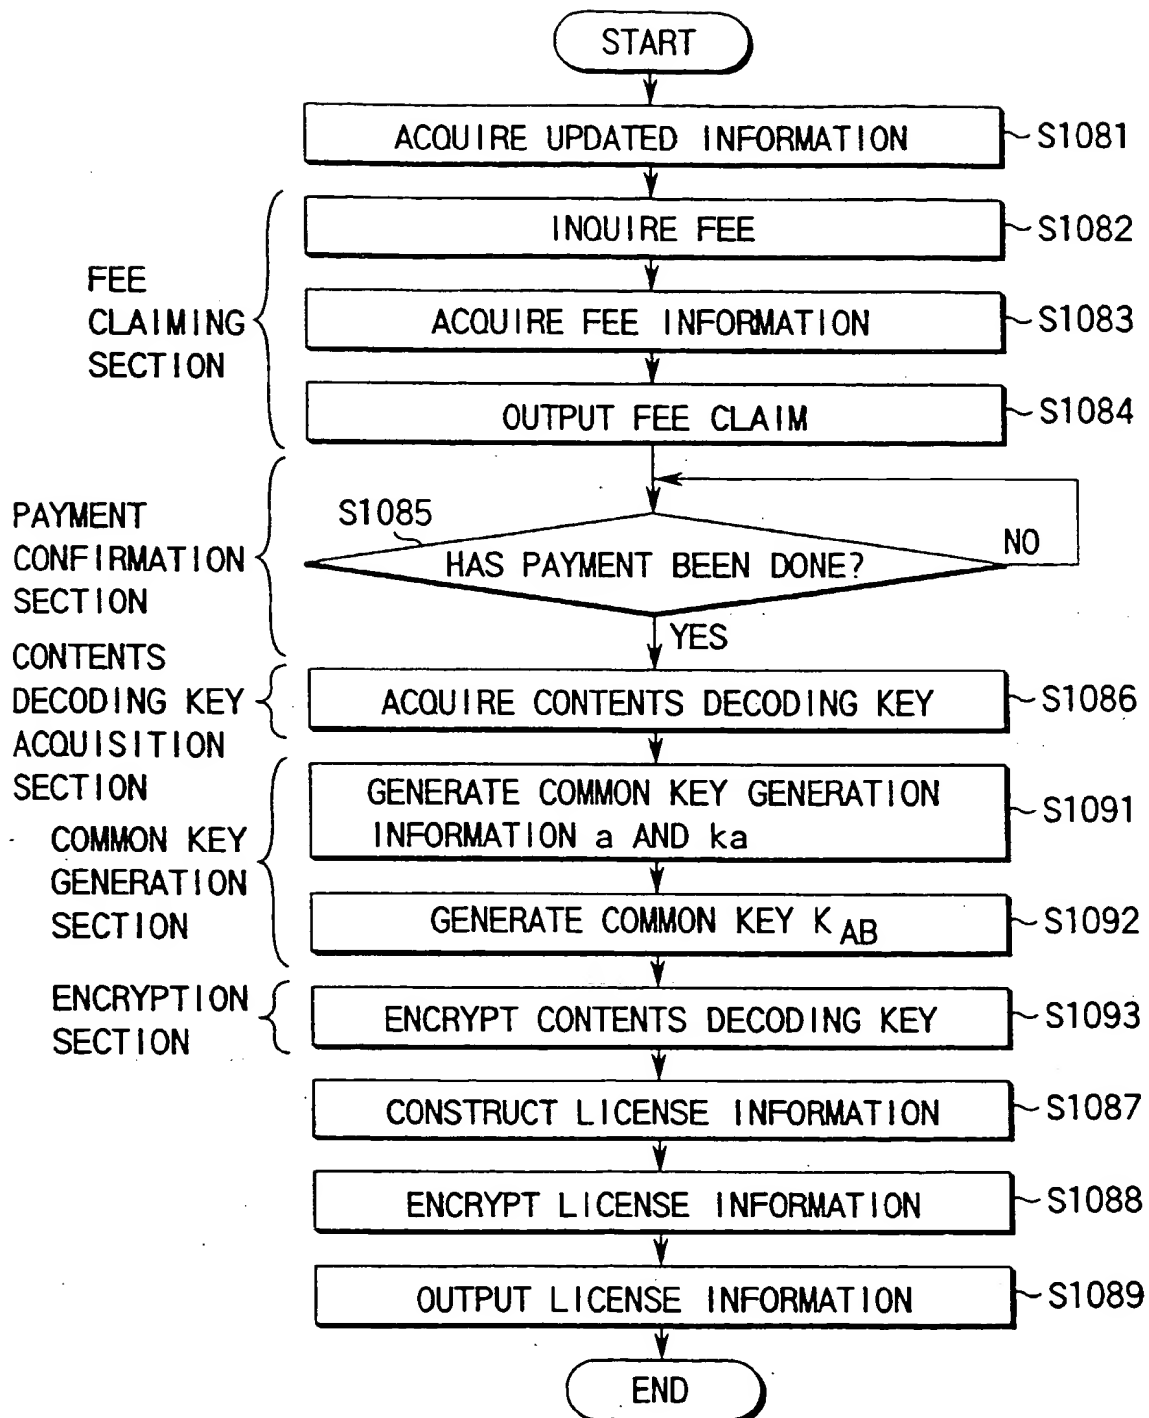 START
ACQUIRE UPDATED INFORMATION
S1081
FEE
CLAIMING
SECTION
INQUIRE FEE
S1082
ACQUIRE FEE INFORMATION
S1083
OUTPUT FEE CLAIM
S1084
PAYMENT
CONFIRMATION
SECTION
S1085
HAS PAYMENT BEEN DONE?
NO
YES
CONTENTS
DECODING KEY
ACQUISITION
SECTION
ACQUIRE CONTENTS DECODING KEY
S1086
COMMON KEY
GENERATION
SECTION
GENERATE COMMON KEY GENERATION
INFORMATION a AND ka
S1091
GENERATE COMMON KEY K AB
S1092
ENCRYPTION
SECTION
ENCRYPT CONTENTS DECODING KEY
S1093
CONSTRUCT LICENSE INFORMATION
S1087
ENCRYPT LICENSE INFORMATION
S1088
OUTPUT LICENSE INFORMATION
S1089
END